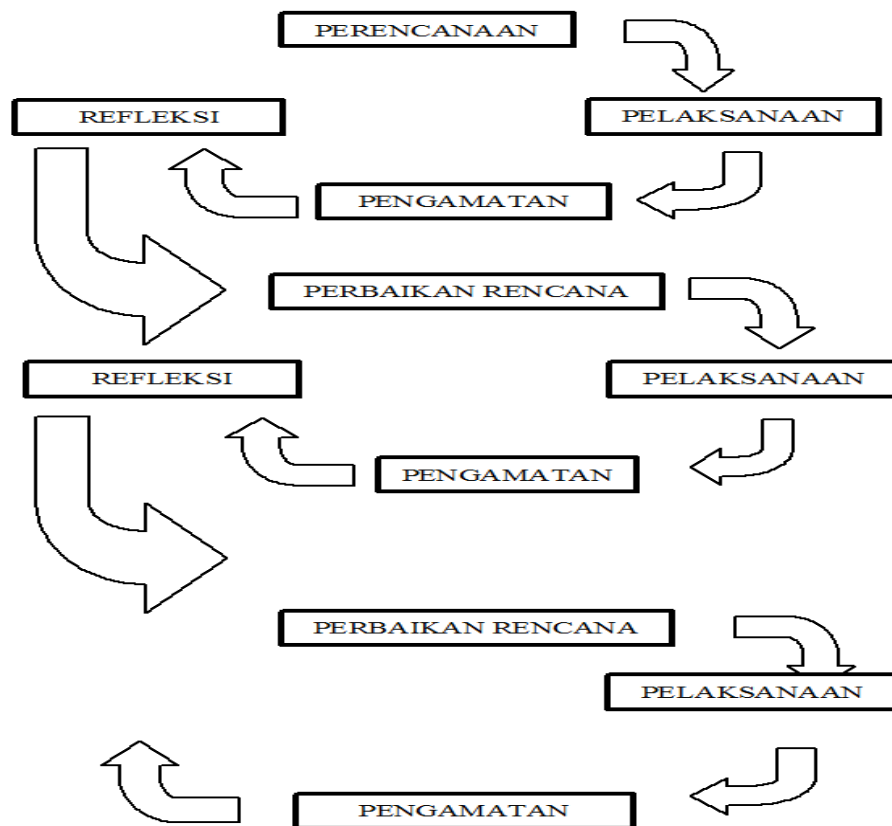 PERENCANAAN
REFLEKSI
PELAKSANAAN
PENGAMATAN
PERBAIKAN RENCANA
REFLEKSI
PELAKSANAAN
PENGAMATAN
PERBAIKAN RENCANA
PELAKSANAAN
PENGAMATAN